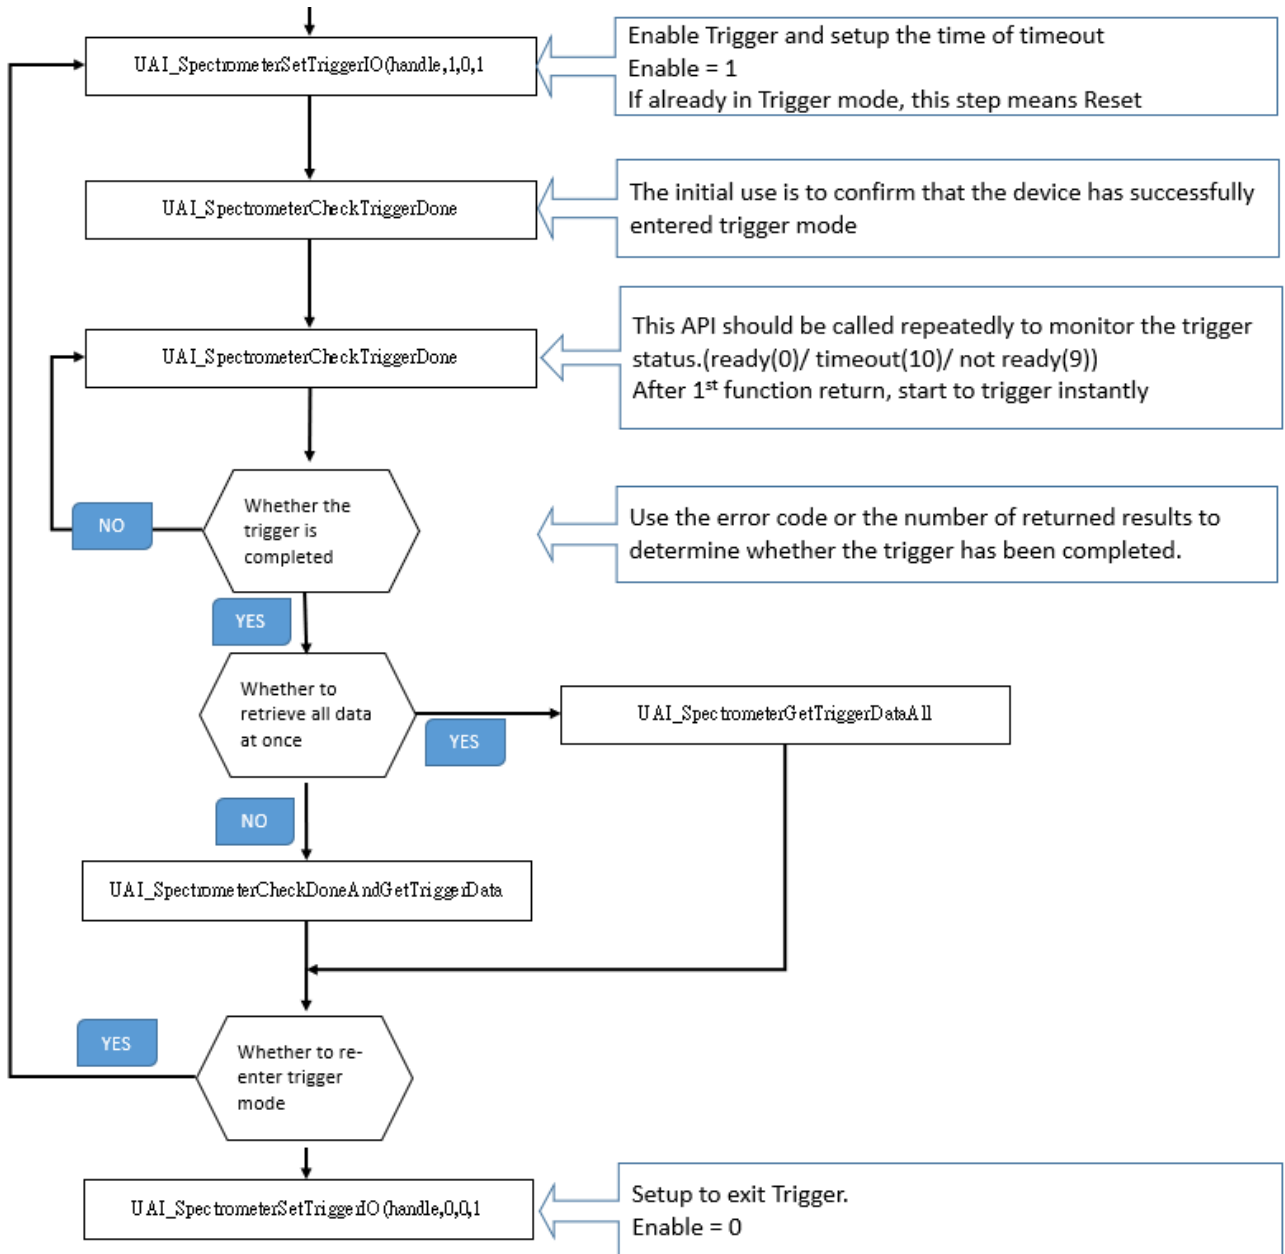 UAI_SpectrometerSetTriggerIO(handle,1,0,1
Enable Trigger and setup the time of timeout
Enable = 1
If already in Trigger mode, this step means Reset
UAI_SpectrometerCheckTriggerDone
The initial use is to confirm that the device has successfully
entered trigger mode
UAI_SpectrometerCheckTriggerDone
This API should be called repeatedly to monitor the trigger
status.(ready(0)/ timeout(10)/ not ready(9))
After 1st function return, start to trigger instantly
Whether the
trigger is
completed
NO
Use the error code or the number of returned results to
determine whether the trigger has been completed.
YES
Whether to
retrieve all data
at once
YES
UAI_SpectrometerGetTriggerDataAll
NO
UAI_SpectrometerCheckDoneAndGetTriggerData
YES
Whether to re-
enter trigger
mode
UAI_SpectrometerSetTriggerIO(handle,0,0,1
Setup to exit Trigger.
Enable = 0